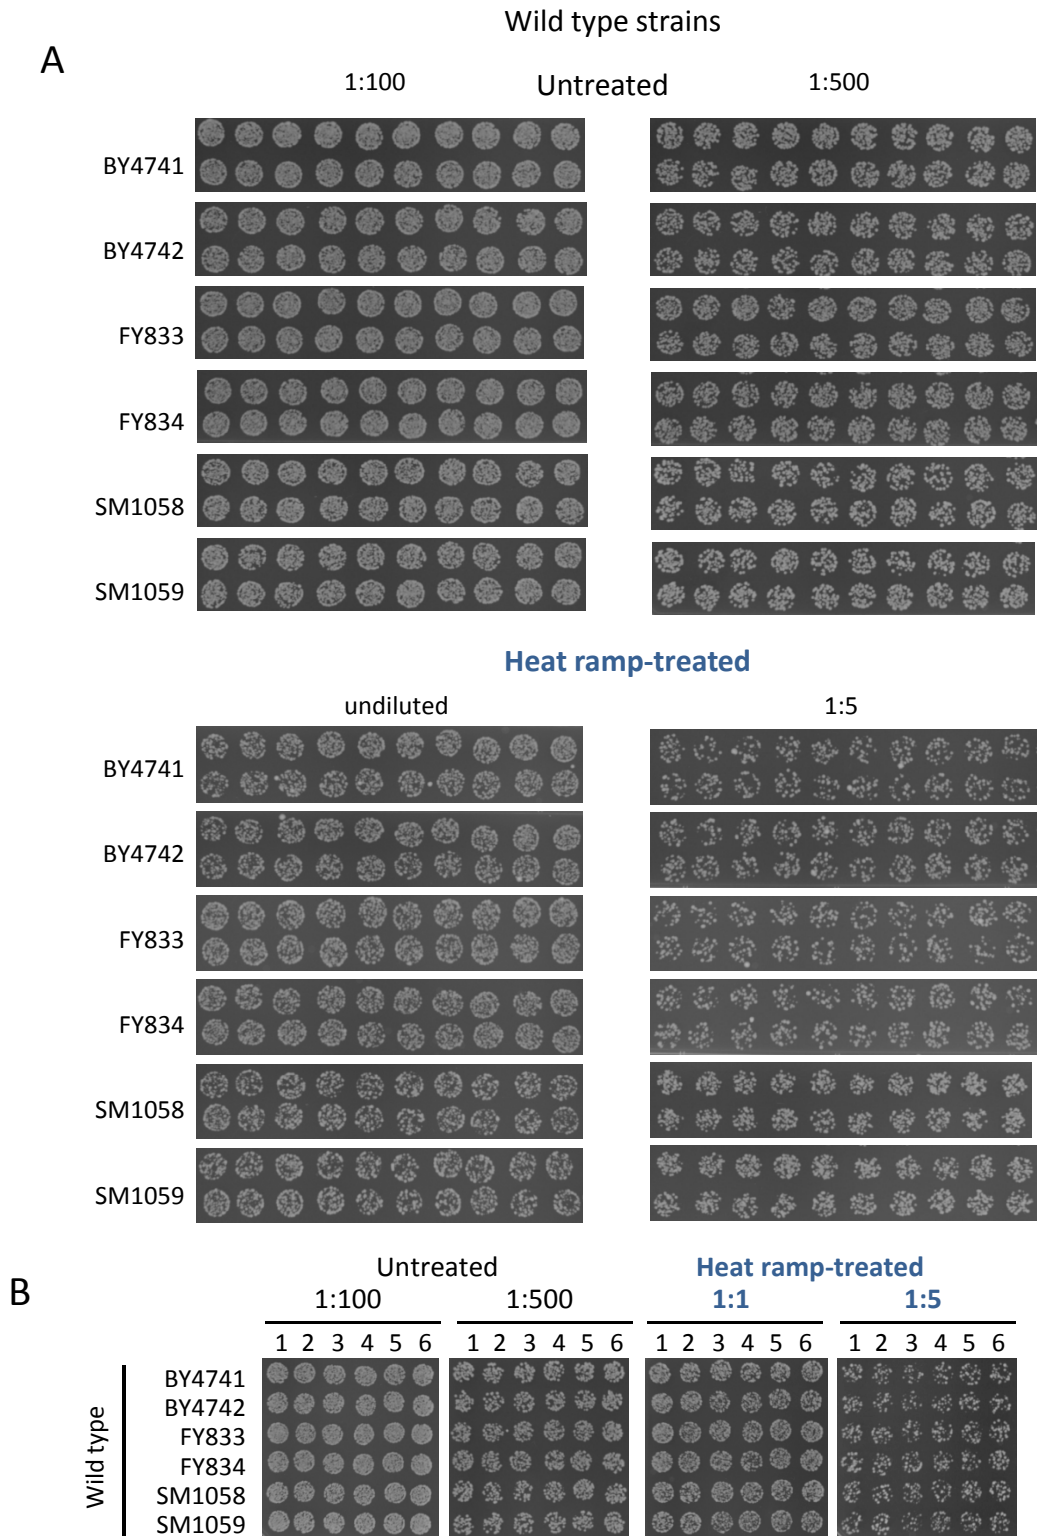 Wild type strains
A
1:100 Untreated 1:500
BY4741
BY4742
FY833
FY834
SM1058
SM1059
Heat ramp-treated
undiluted 1:5
BY4741
BY4742
FY833
FY834
SM1058
SM1059
B
Untreated Heat ramp-treated
1:100 1:500 1:1 1:5
1 2 3 4 5 6 1 2 3 4 5 6 1 2 3 4 5 6 1 2 3 4 5 6
Wild type
BY4741
BY4742
FY833
FY834
SM1058
SM1059